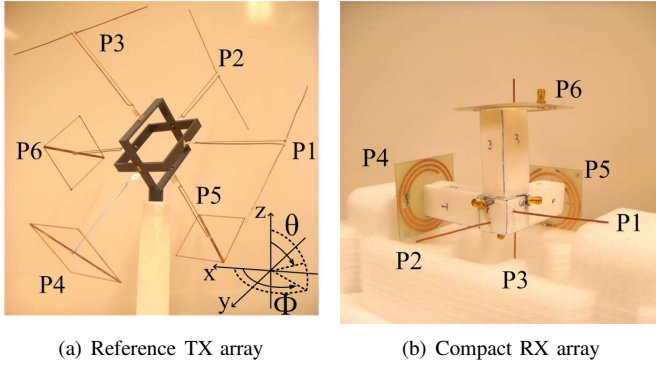 P3
P2
P6
P1
P5
P4
z
θ
x
y
Φ
P6
P4
P5
P1
P2
P3
(a) Reference TX array
(b) Compact RX array